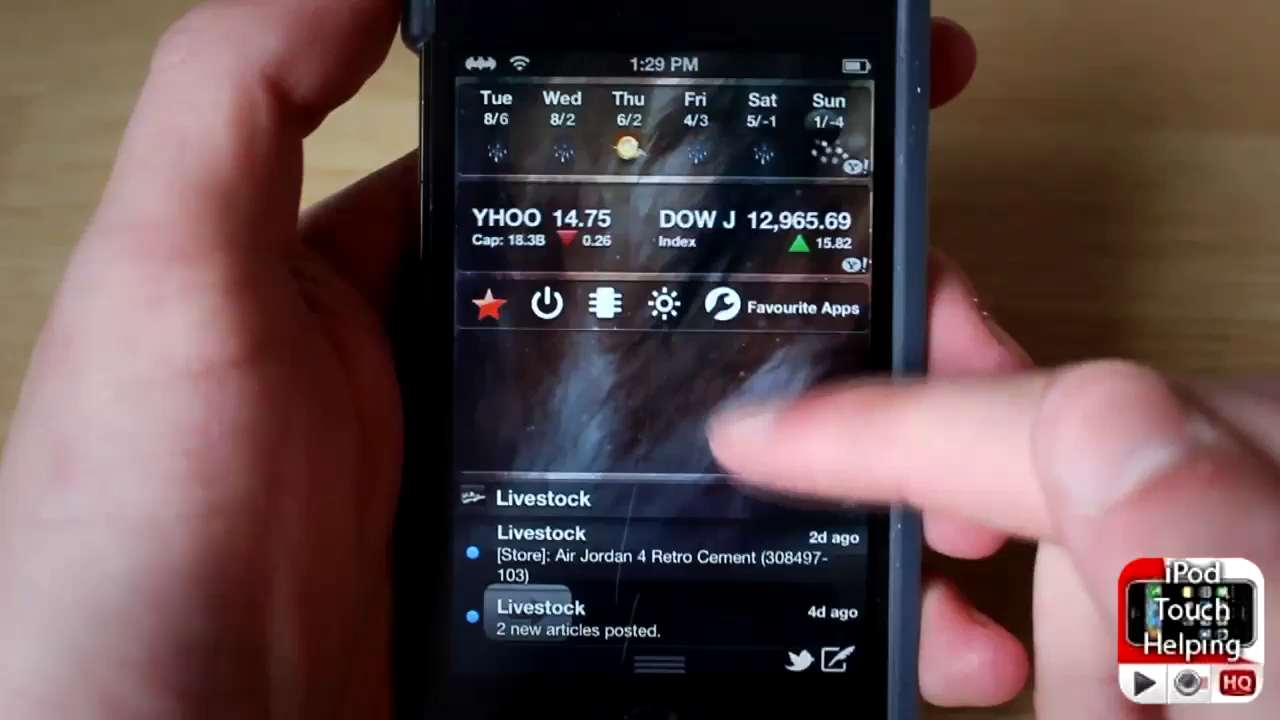 1:29 PM
Tue Wed Thu Fri Sat Sun
8/6 8/2 6/2 4/3 5/-1 1/-4
Y!
YHOO 14.75 DOW J 12,965.69
Cap: 18.3B 0.26 Index 15.82
Y!
Favourite Apps
Livestock
Livestock 2d ago
[Store]: Air Jordan 4 Retro Cement (308497-
103)
Livestock 4d ago
2 new articles posted.
iPod
Touch
Helping
HQ